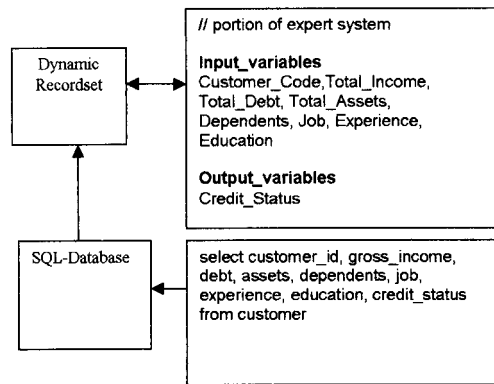 // portion of expert system
Dynamic
Recordset
Input_variables
Customer_Code,Total_Income,
Total_Debt, Total_Assets,
Dependents, Job, Experience,
Education
Output_variables
Credit_Status
SQL-Database
select customer_id, gross_income,
debt, assets, dependents, job,
experience, education, credit_status
from customer